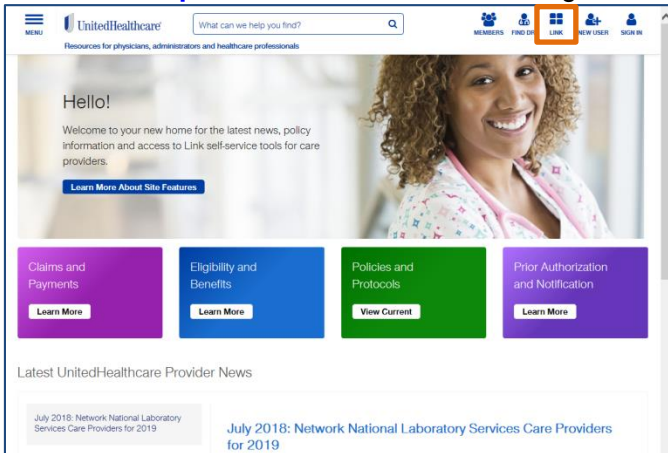 MENU
UnitedHealthcare
What can we help you find?
MEMBERS
FIND DR
LINK
NEW USER
SIGN IN
Resources for physicians, administrators and healthcare professionals
Hello!
Welcome to your new home for the latest news, policy
information and access to Link self-service tools for care
providers.
Learn More About Site Features
Claims and
Payments
Learn More
Eligibility and
Benefits
Learn More
Policies and
Protocols
View Current
Prior Authorization
and Notification
Learn More
Latest UnitedHealthcare Provider News
July 2018: Network National Laboratory
Services Care Providers for 2019
July 2018: Network National Laboratory Services Care Providers
for 2019